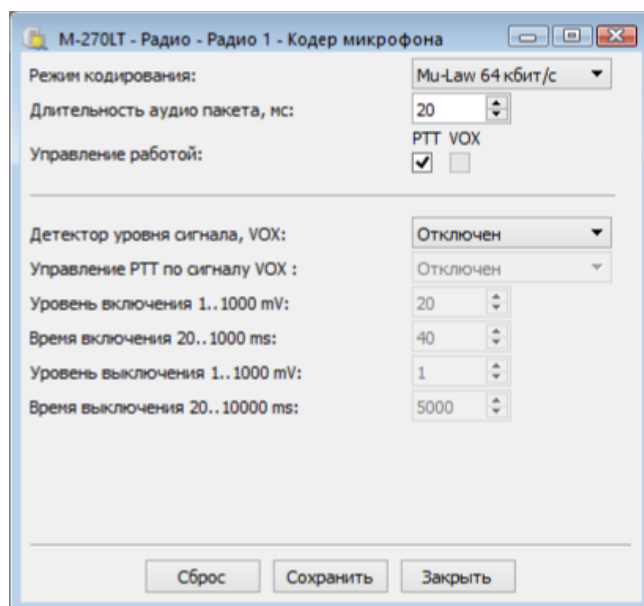 M-270LT - Радио - Радио 1 - Кодер микрофона
Режим кодирования: Mu-Law 64 кбит/с
Длительность аудио пакета, мс: 20
PTT VOX
Управление работой:
Детектор уровня сигнала, VOX: Отключен
Управление PTT по сигналу VOX : Отключен
Уровень включения 1..1000 mV: 20
Время включения 20..1000 ms: 40
Уровень выключения 1..1000 mV: 1
Время выключения 20..10000 ms: 5000
Сброс Сохранить Закрыть